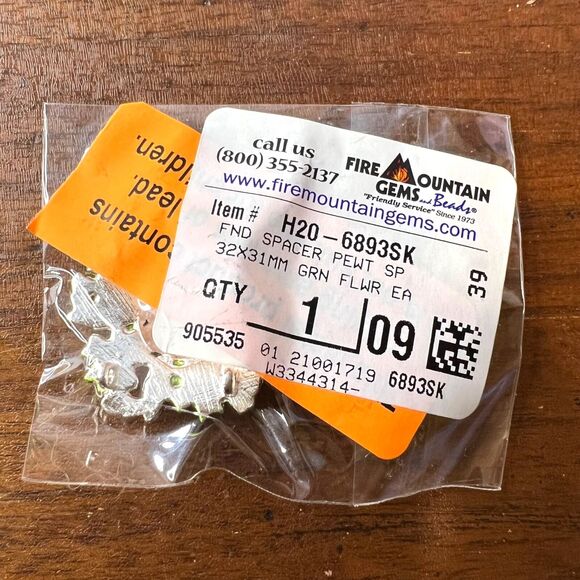 call us
(800) 355-2137
FIRE MOUNTAIN
GEMS and Beads®
"Friendly Service" Since 1973
www.firemountaingems.com
Item # H20-6893SK
FND SPACER PEWT SP
32X31MM GRN FLWR EA
39
QTY 1 09
905535
01 21001719 6893SK
W3344314-
contains
lead.
ildren.